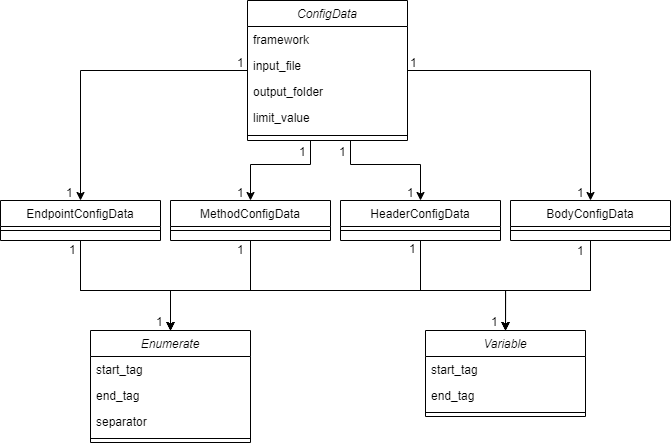 ConfigData
framework
input_file
output_folder
limit_value
1
1
1
1
1
1
1
1
EndpointConfigData
MethodConfigData
HeaderConfigData
BodyConfigData
1
1
1
1
1
1
Enumerate
start_tag
end_tag
separator
Variable
start_tag
end_tag